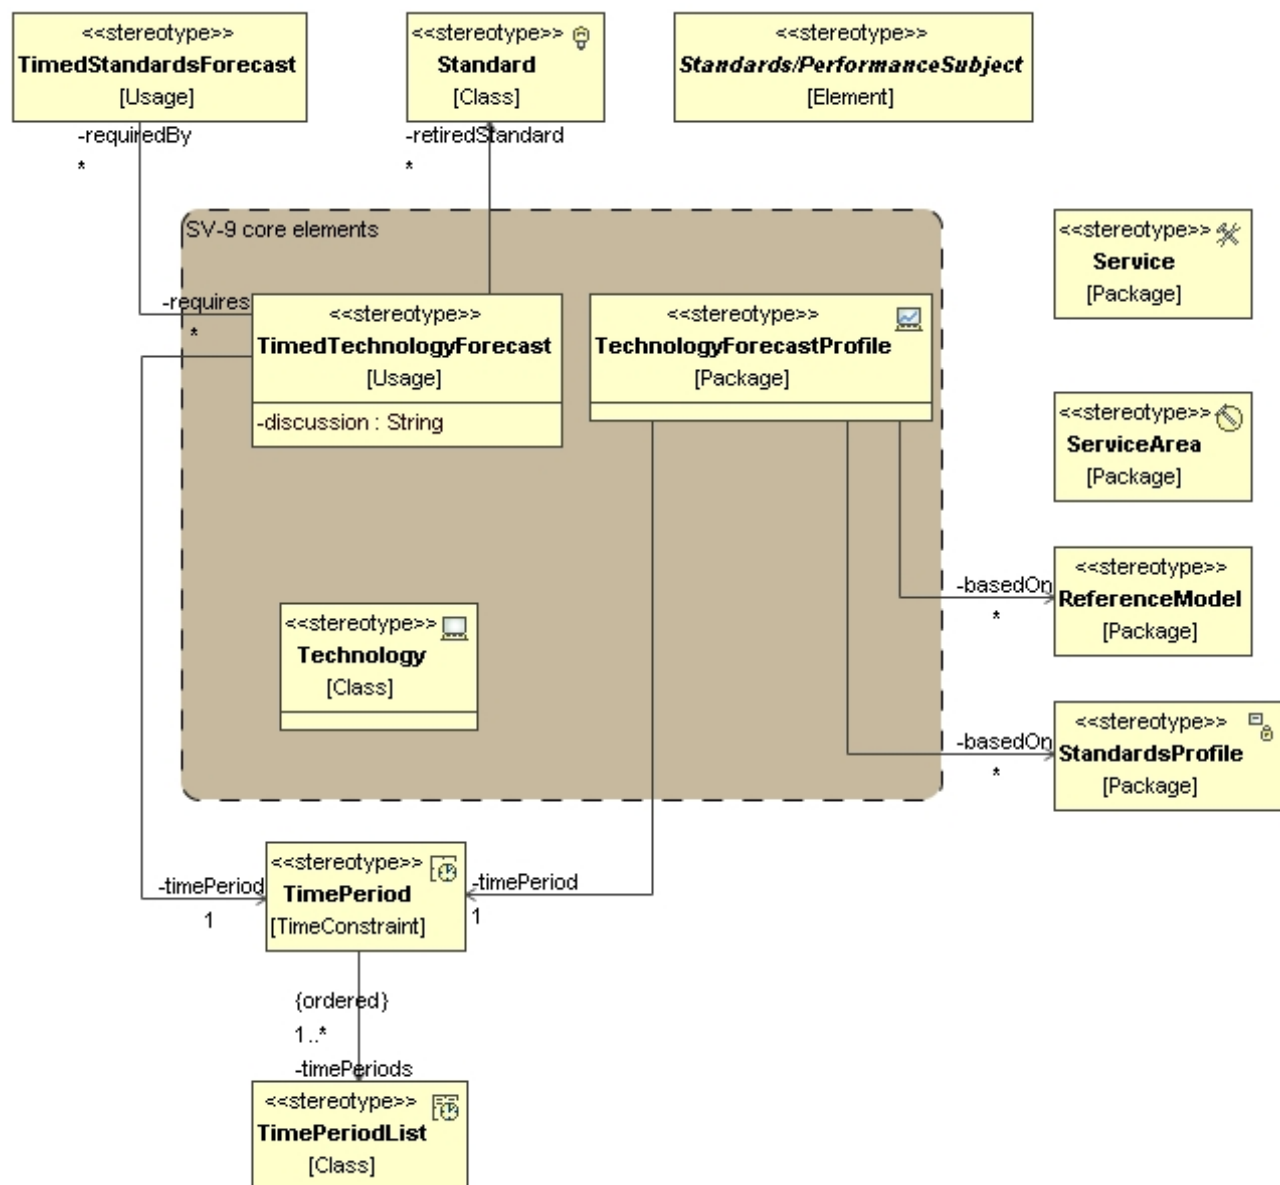 <<stereotype>>
TimedStandardsForecast
[Usage]
<<stereotype>>
Standard
[Class]
<<stereotype>>
Standards/PerformanceSubject
[Element]
-requiredBy
*
-retiredStandard
*
SV-9 core elements
<<stereotype>>
Service
[Package]
-requires
*
<<stereotype>>
TimedTechnologyForecast
[Usage]
-discussion : String
<<stereotype>>
TechnologyForecastProfile
[Package]
<<stereotype>>
ServiceArea
[Package]
-basedOn
*
<<stereotype>>
ReferenceModel
[Package]
<<stereotype>>
Technology
[Class]
-basedOn
*
<<stereotype>>
StandardsProfile
[Package]
-timePeriod
1
<<stereotype>>
TimePeriod
[TimeConstraint]
-timePeriod
1
{ordered}
1..*
-timePeriods
<<stereotype>>
TimePeriodList
[Class]